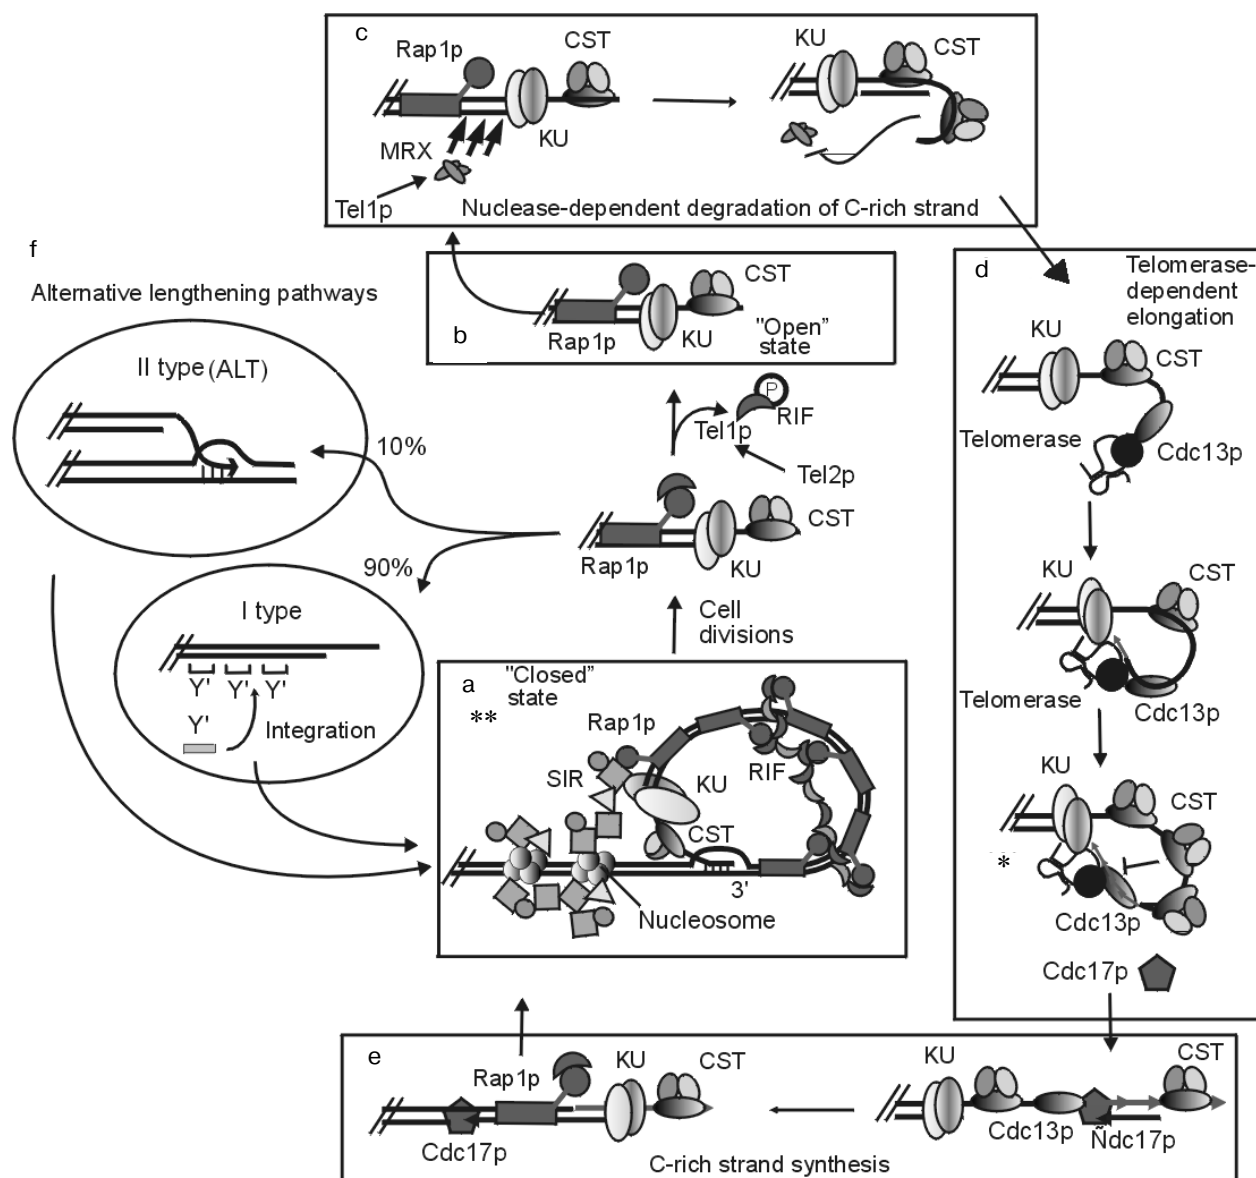 c
Rap1p
CST
KU
MRX
Tel1p
KU
CST
Nuclease-dependent degradation of C-rich strand
f
Alternative lengthening pathways
II type (ALT)
10%
90%
I type
Y' Y' Y'
Y'
Integration
b
CST
Rap1p
KU
"Open”
state
P
RIF
Tel1p
Tel2p
CST
Rap1p
KU
Cell
divisions
a
"Closed”
state
**
Rap1p
SIR
KU
RIF
CST
3'
Nucleosome
d
Telomerase-
dependent
elongation
KU
CST
Telomerase
Cdc13p
KU
CST
Telomerase
Cdc13p
KU
CST
*
Cdc13p
Cdc17p
e
Rap1p
KU
CST
Cdc17p
KU
CST
Cdc13p
Ñdc17p
C-rich strand synthesis